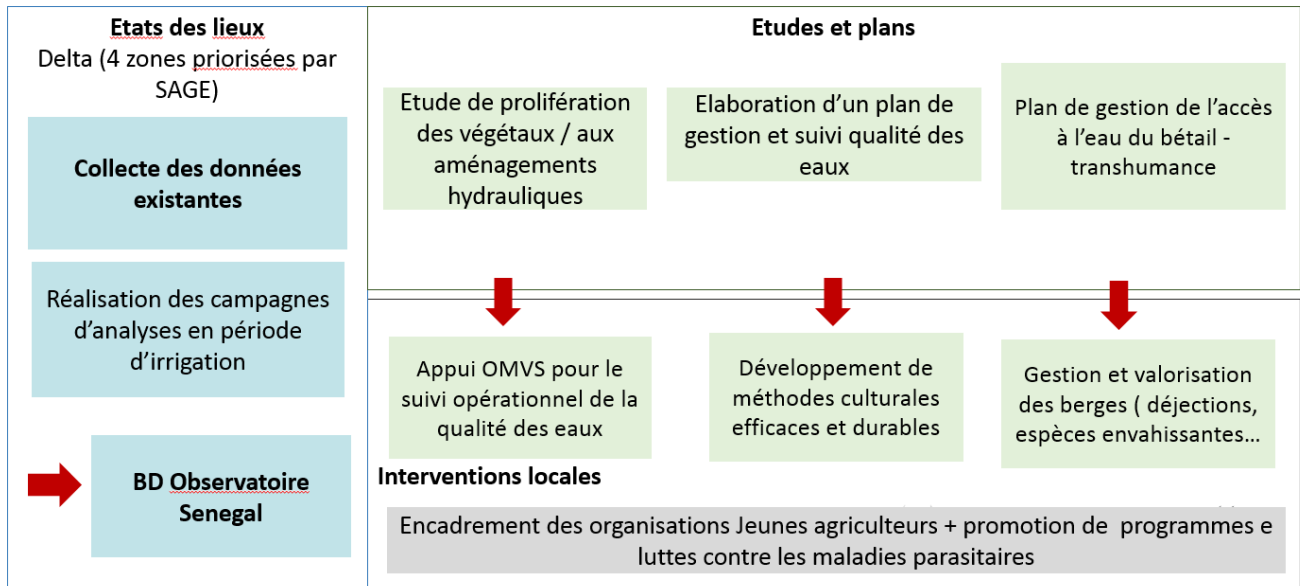 Etats des lieux
Delta (4 zones priorisées par
SAGE)
Collecte des données
existantes
Réalisation des campagnes
d'analyses en période
d'irrigation
BD Observatoire
Senegal
Etudes et plans
Etude de prolifération
des végétaux / aux
aménagements
hydrauliques
Elaboration d'un plan de
gestion et suivi qualité des
eaux
Plan de gestion de l'accès
à l'eau du bétail -
transhumance
Appui OMVS pour le
suivi opérationnel de la
qualité des eaux
Développement de
méthodes culturales
efficaces et durables
Gestion et valorisation
des berges ( déjections,
espèces envahissantes...
Interventions locales
Encadrement des organisations Jeunes agriculteurs + promotion de programmes e
luttes contre les maladies parasitaires